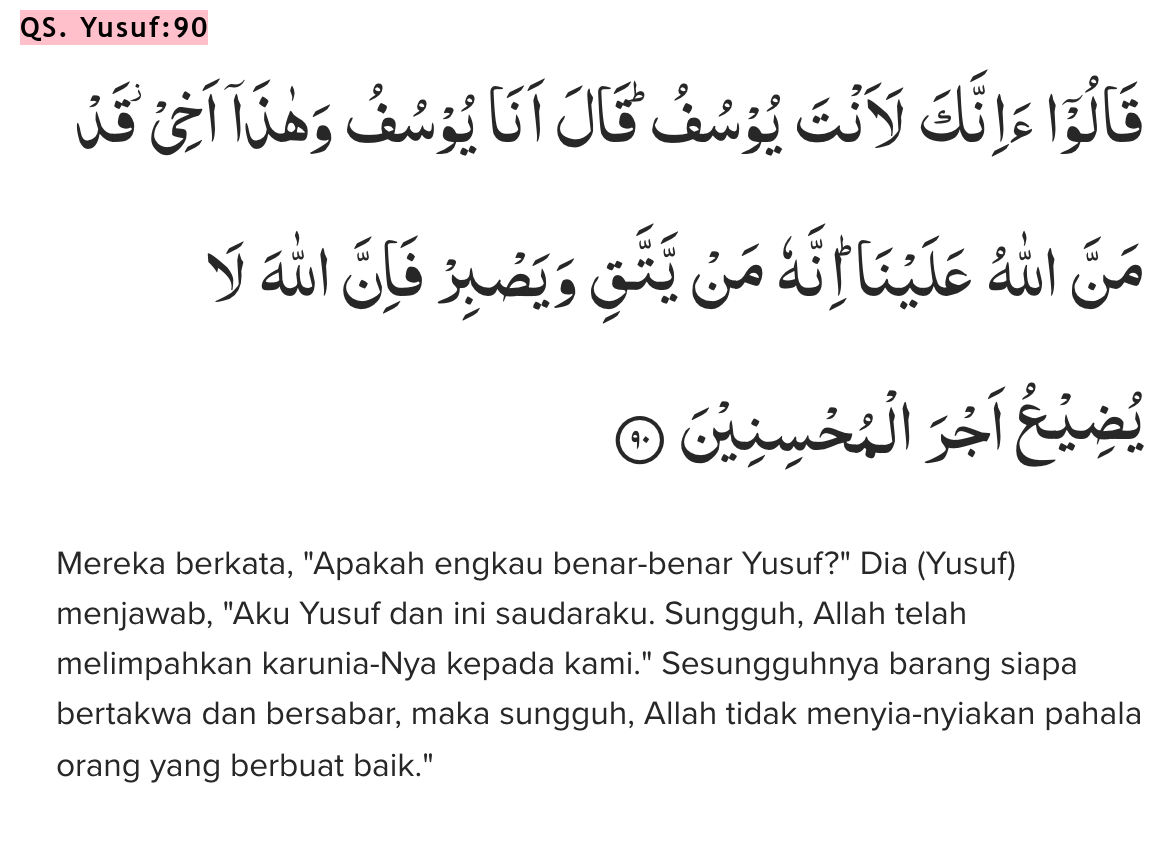 QS. Yusuf:90
قَالُوْٓا ءَاِنَّكَ لَاَنْتَ يُوْسُفُۗ قَالَ اَنَا۠ يُوْسُفُ وَهٰذَآ اَخِيْ ۖقَدْ
مَنَّ اللّٰهُ عَلَيْنَاۗ اِنَّهٗ مَنْ يَّتَّقِ وَيَصْبِرْ فَاِنَّ اللّٰهَ لَا
يُضِيْعُ اَجْرَ الْمُحْسِنِيْنَ ٩٠
Mereka berkata, "Apakah engkau benar-benar Yusuf?" Dia (Yusuf)
menjawab, "Aku Yusuf dan ini saudaraku. Sungguh, Allah telah
melimpahkan karunia-Nya kepada kami." Sesungguhnya barang siapa
bertakwa dan bersabar, maka sungguh, Allah tidak menyia-nyiakan pahala
orang yang berbuat baik."